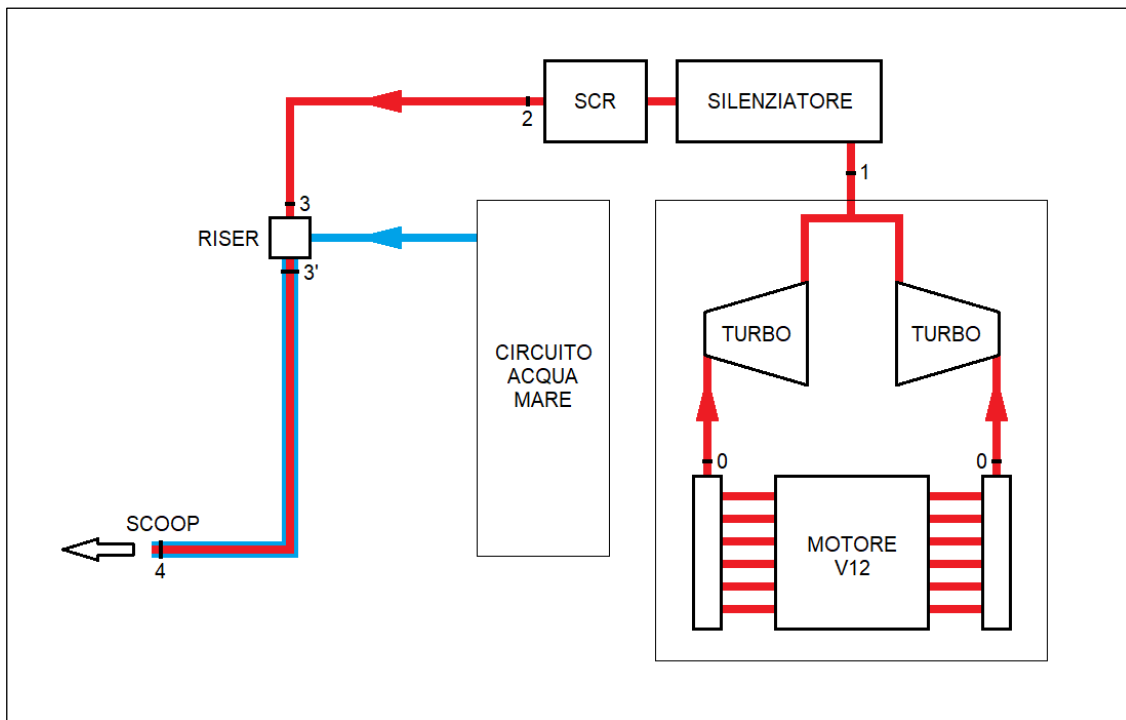 SCR
SILENZIATORE
2
1
3
RISER
3'
TURBO
TURBO
CIRCUITO
ACQUA
MARE
0
0
SCOOP
4
MOTORE
V12